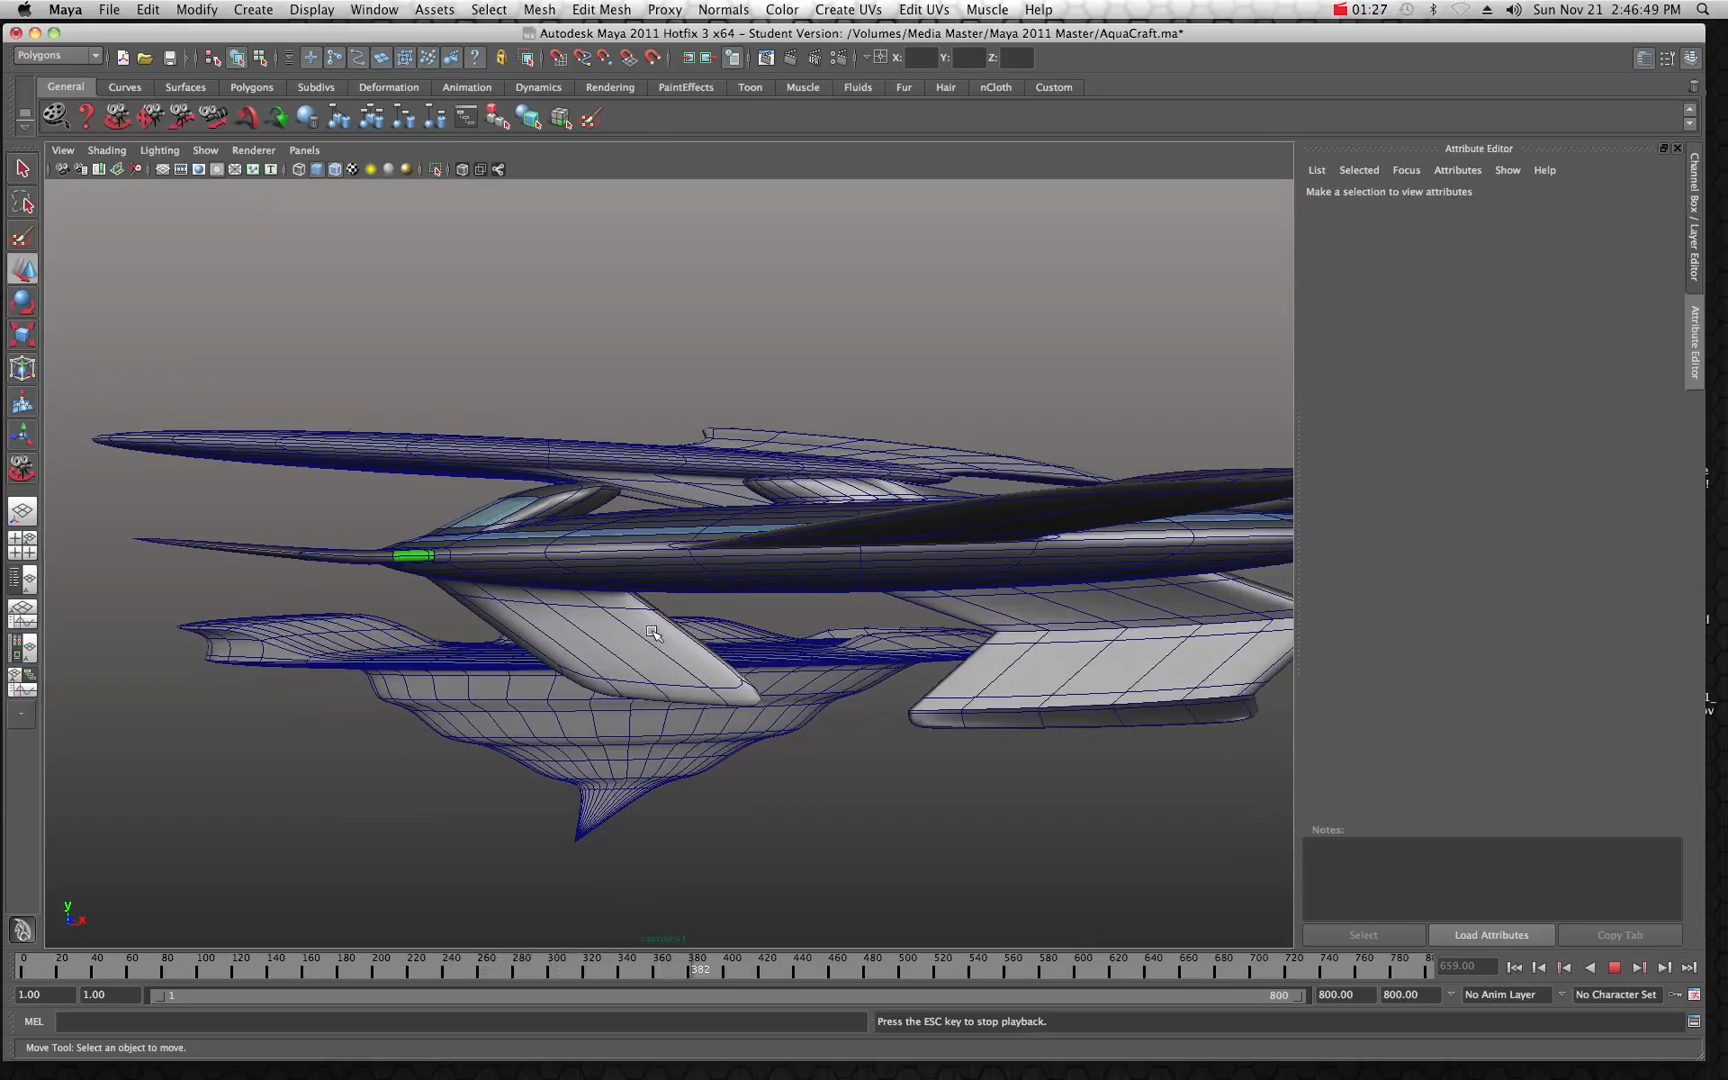 Maya File Edit Modify Create Display Window Assets Select Mesh Edit Mesh Proxy Normals Color Create UVs Edit UVs Muscle Help 01:27 Sun Nov 21 2:46:49 PM
Autodesk Maya 2011 Hotfix 3 x64 - Student Version: /Volumes/Media Master/Maya 2011 Master/AquaCraft.ma*
Polygons X: Y: Z:
General Curves Surfaces Subdivs Deformation Animation Polygons Dynamics Rendering PaintEffects Toon Muscle Fluids Fur Hair nCloth Custom
View Shading Lighting Show Renderer Panels
Attribute Editor
List Selected Focus Attributes Show Help
Make a selection to view attributes
Channel Box / Layer Editor
Attribute Editor
Notes:
y
x
Select Load Attributes Copy Tab
0 20 40 60 80 100 120 140 160 180 200 220 240 260 280 300 320 340 360 380 400 420 440 460 480 500 520 540 560 580 600 620 640 660 680 700 720 740 760 780
382
659.00
1.00 1.00 1 800 800.00 800.00 No Anim Layer No Character Set
MEL Press the ESC key to stop playback.
Move Tool: Select an object to move.